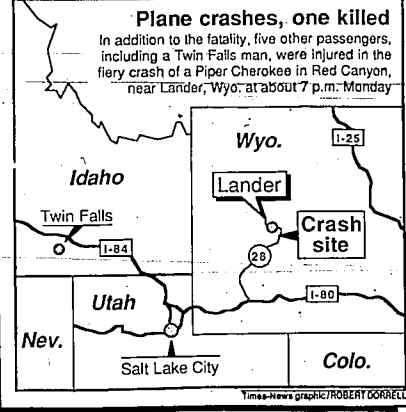 Plane crashes, one killed
In addition to the fatality, five other passengers,
including a Twin Falls man, were injured in the
fiery crash of a Piper Cherokee in Red Canyon,
near Lander, Wyo. at about 7 p.m. Monday
Wyo.
I-25
Idaho
Lander
Twin Falls
Crash
site
I-84
28
I-80
Utah
Nev.
Salt Lake City
Colo.
Times-News graphic/ROBERT DORRELL